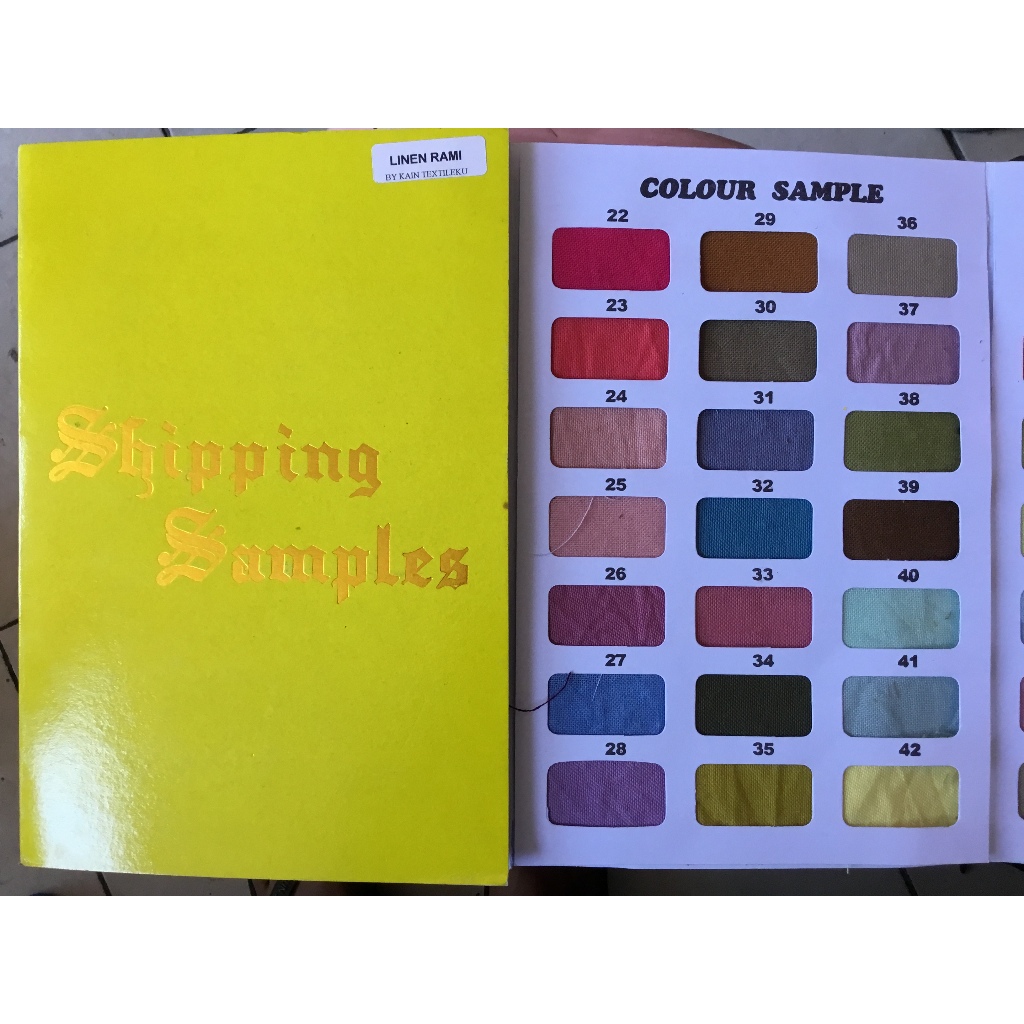 LINEN RAMI
BY KAIN TEXTILEKU
Shipping
Samples
COLOUR SAMPLE
22 29 36
23 30 37
24 31 38
25 32 39
26 33 40
27 34 41
28 35 42